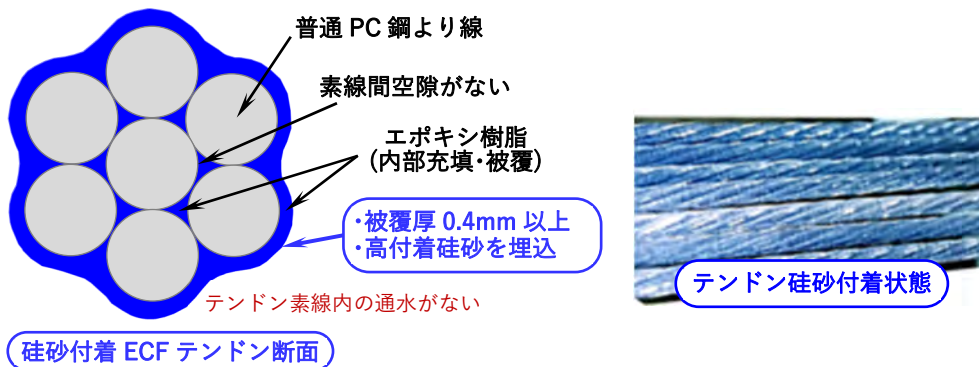 普通 PC 鋼より線
素線間空隙がない
エポキシ樹脂
(内部充填・被覆)
・被覆厚 0.4mm 以上
・高付着硅砂を埋込
テンドン素線内の通水がない
硅砂付着 ECF テンドン断面
テンドン硅砂付着状態